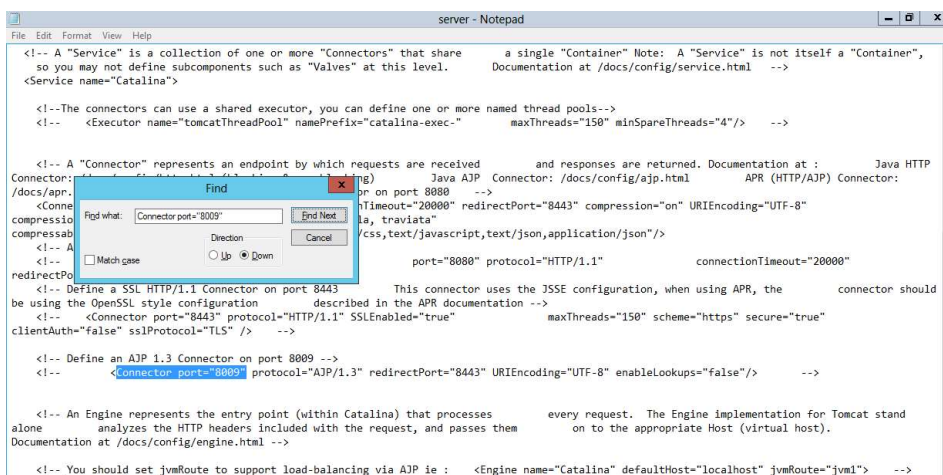 server - Notepad
File Edit Format View Help
<!-- A "Service" is a collection of one or more "Connectors" that share a single "Container" Note: A "Service" is not itself a "Container",
so you may not define subcomponents such as "Valves" at this level. Documentation at /docs/config/service.html -->
<Service name="Catalina">
<!--The connectors can use a shared executor, you can define one or more named thread pools-->
<!-- <Executor name="tomcatThreadPool" namePrefix="catalina-exec-" maxThreads="150" minSpareThreads="4"/> -->
<!-- A "Connector" represents an endpoint by which requests are received and responses are returned. Documentation at : Java HTTP
Connector: Java AJP Connector: /docs/config/ajp.html APR (HTTP/AJP) Connector:
/docs/apr. or on port 8080 -->
<Conne nTimeout="20000" redirectPort="8443" compression="on" URIEncoding="UTF-8"
compressio la, traviata"
compressab /css,text/javascript,text/json,application/json"/>
<!-- A
<!-- port="8080" protocol="HTTP/1.1" connectionTimeout="20000"
redirectPo
Find
x
Find what: Connector port="8009" Find Next
Direction Cancel
Match case Up Down
<!-- Define a SSL HTTP/1.1 Connector on port 8443 This connector uses the JSSE configuration, when using APR, the connector should
be using the OpenSSL style configuration described in the APR documentation -->
<!-- <Connector port="8443" protocol="HTTP/1.1" SSLEnabled="true" maxThreads="150" scheme="https" secure="true"
clientAuth="false" sslProtocol="TLS" /> -->
<!-- Define an AJP 1.3 Connector on port 8009 -->
<!-- <Connector port="8009" protocol="AJP/1.3" redirectPort="8443" URIEncoding="UTF-8" enableLookups="false"/> -->
<!-- An Engine represents the entry point (within Catalina) that processes every request. The Engine implementation for Tomcat stand
alone analyzes the HTTP headers included with the request, and passes them on to the appropriate Host (virtual host).
Documentation at /docs/config/engine.html -->
<!-- You should set jvmRoute to support load-balancing via AJP ie : <Engine name="Catalina" defaultHost="localhost" jvmRoute="jvm1"> -->